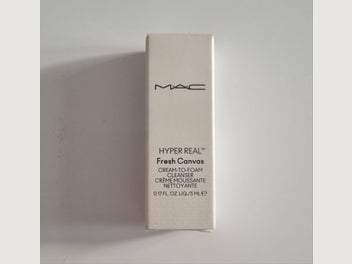 MAC
HYPER REAL™
Fresh Canvas
CREAM-TO-FOAM
CLEANSER
CRÈME MOUSSANTE
NETTOYANTE
0.17 FL. OZ. LIQ./5 ML ℮